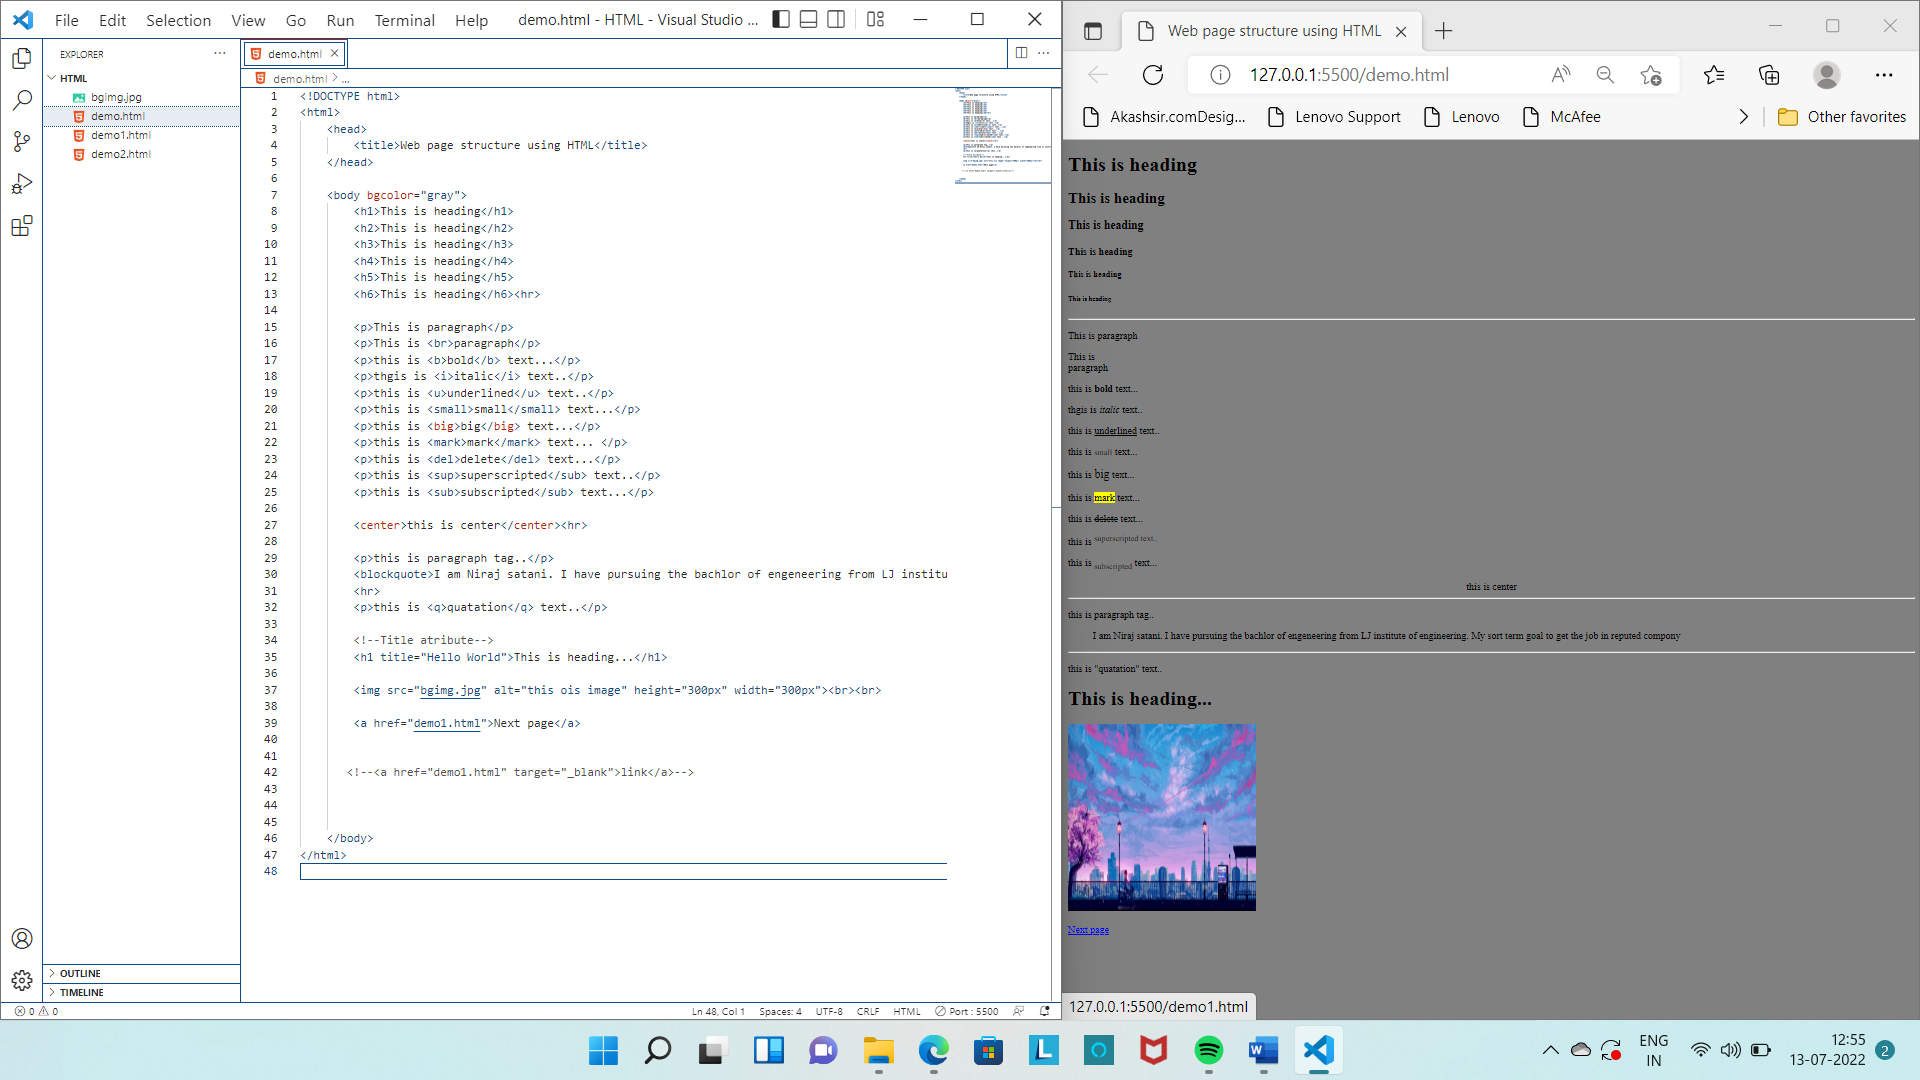 File Edit Selection View Go Run Terminal Help demo.html - HTML - Visual Studio ...
EXPLORER
HTML
bgimg.jpg
demo.html
demo1.html
demo2.html
OUTLINE
TIMELINE
demo.html
demo.html > ...
1 <!DOCTYPE html>
2 <html>
3 <head>
4 <title>Web page structure using HTML</title>
5 </head>
6
7 <body bgcolor="gray">
8 <h1>This is heading</h1>
9 <h2>This is heading</h2>
10 <h3>This is heading</h3>
11 <h4>This is heading</h4>
12 <h5>This is heading</h5>
13 <h6>This is heading</h6><hr>
14
15 <p>This is paragraph</p>
16 <p>This is <br>paragraph</p>
17 <p>this is <b>bold</b> text...</p>
18 <p>thgis is <i>italic</i> text..</p>
19 <p>this is <u>underlined</u> text..</p>
20 <p>this is <small>small</small> text...</p>
21 <p>this is <big>big</big> text...</p>
22 <p>this is <mark>mark</mark> text... </p>
23 <p>this is <del>delete</del> text...</p>
24 <p>this is <sup>superscripted</sub> text..</p>
25 <p>this is <sub>subscripted</sub> text...</p>
26
27 <center>this is center</center><hr>
28
29 <p>this is paragraph tag..</p>
30 <blockquote>I am Niraj satani. I have pursuing the bachlor of engeneering from LJ institu
31 <hr>
32 <p>this is <q>quatation</q> text..</p>
33
34 <!--Title atribute-->
35 <h1 title="Hello World">This is heading...</h1>
36
37 <img src="bgimg.jpg" alt="this ois image" height="300px" width="300px"><br><br>
38
39 <a href="demo1.html">Next page</a>
40
41
42 <!--<a href="demo1.html" target="_blank">link</a>-->
43
44
45
46 </body>
47 </html>
48
0 0 Ln 48, Col 1 Spaces: 4 UTF-8 CRLF HTML Port : 5500
Web page structure using HTML
127.0.0.1:5500/demo.html
Akashsir.comDesig... Lenovo Support Lenovo McAfee Other favorites
This is heading
This is heading
This is heading
This is heading
This is heading
This is heading
This is paragraph
This is
paragraph
this is bold text...
thgis is italic text..
this is underlined text..
this is small text...
this is big text...
this is mark text...
this is delete text...
this is superscripted text..
this is subscripted text...
this is center
this is paragraph tag..
I am Niraj satani. I have pursuing the bachlor of engeneering from LJ institute of engineering. My sort term goal to get the job in reputed compony
this is "quatation" text..
This is heading...
Next page
127.0.0.1:5500/demo1.html
ENG
IN
12:55
13-07-2022
2